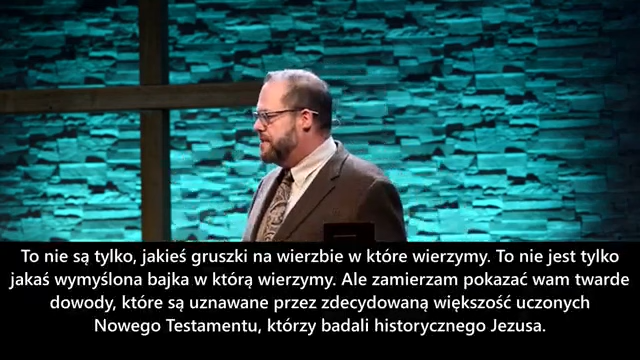 To nie są tylko, jakieś gruszki na wierzbie w które wierzymy. To nie jest tylko
jakaś wymyślona bajka w którą wierzymy. Ale zamierzam pokazać wam twarde
dowody, które są uznawane przez zdecydowaną większość uczonych
Nowego Testamentu, którzy badali historycznego Jezusa.